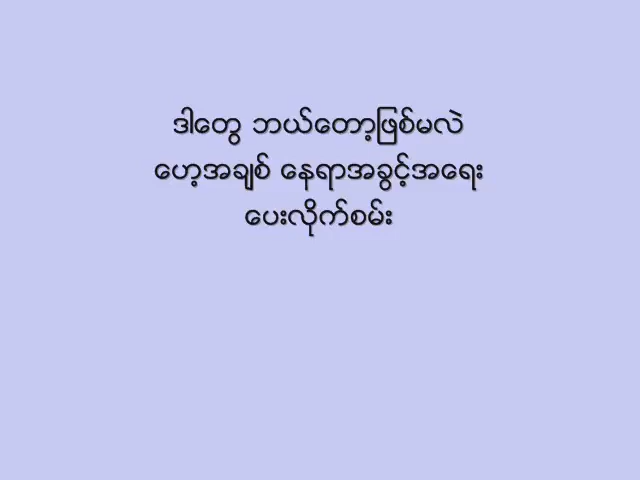 ဒါတွေ ဘယ်တော့ဖြစ်မလဲ
ဟေ့အချစ် နေရာအခွင့်အရေး
ပေးလိုက်စမ်း